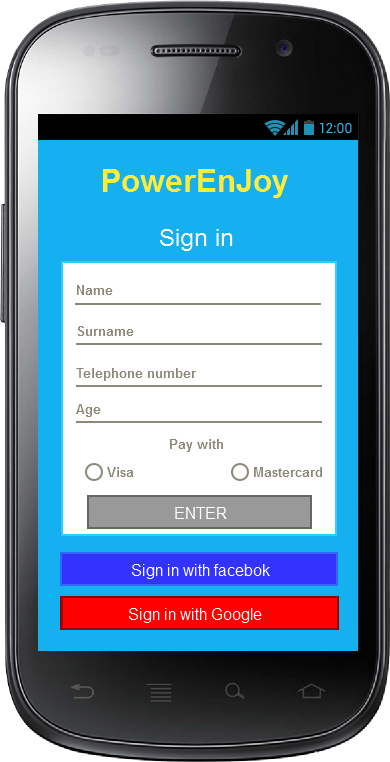 12:00
PowerEnJoy
Sign in
Name
Surname
Telephone number
Age
Pay with
Visa Mastercard
ENTER
Sign in with facebok
Sign in with Google